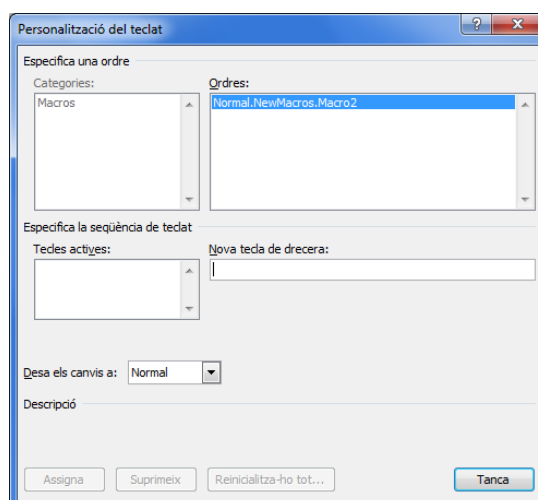 Personalització del teclat
Especifica una ordre
Categories:
Ordres:
Macros
Normal.NewMacros.Macro2
Especifica la seqüència de teclat
Tecles actives:
Nova tecla de drecera:
Desa els canvis a:
Normal
Descripció
Assigna
Suprimeix
Reinicialitza-ho tot...
Tanca